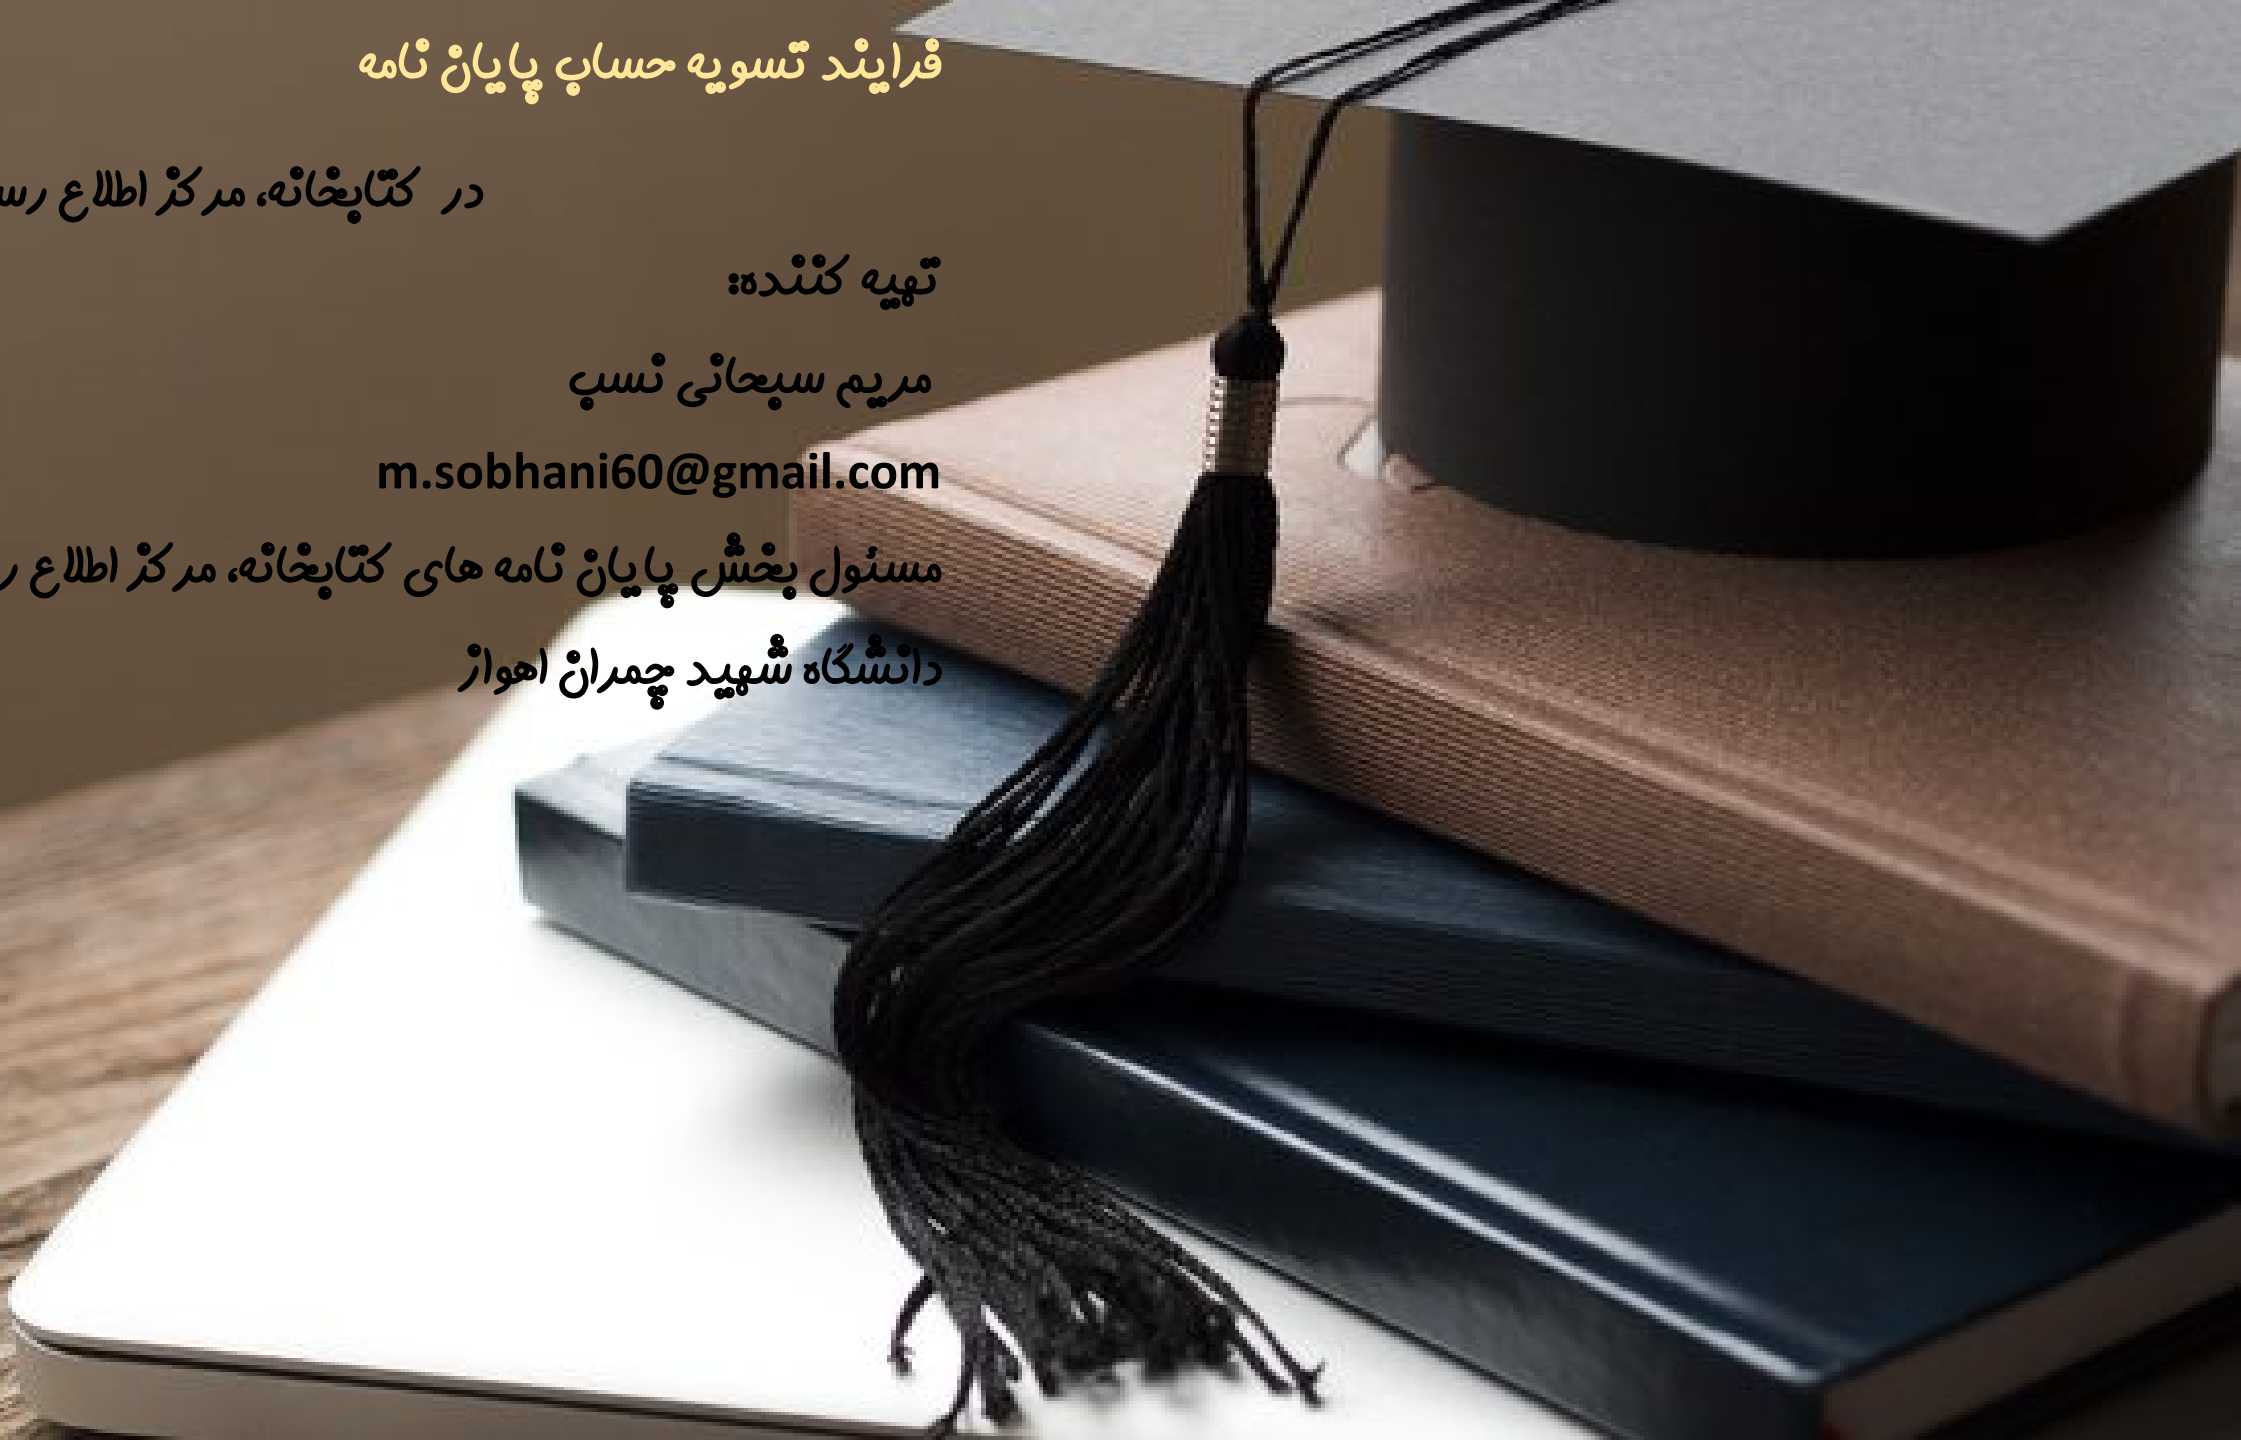 فرایند تسویه حساب پایان نامه
در کتابخانه، مرکز اطلاع
تهیه کننده:
مریم سبحانی نسب
m.sobhani60@gmail.com
مسئول بخش پایان نامه های کتابخانه، مرکز اطلاع
دانشگاه شهید چمران اهواز